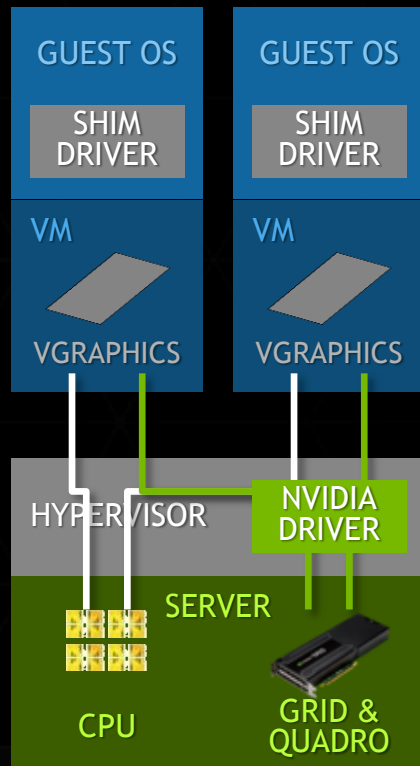 GUEST OS
SHIM
DRIVER
VM
VGRAPHICS
GUEST OS
SHIM
DRIVER
VM
VGRAPHICS
HYPERVISOR
NVIDIA
DRIVER
SERVER
CPU
GRID &
QUADRO